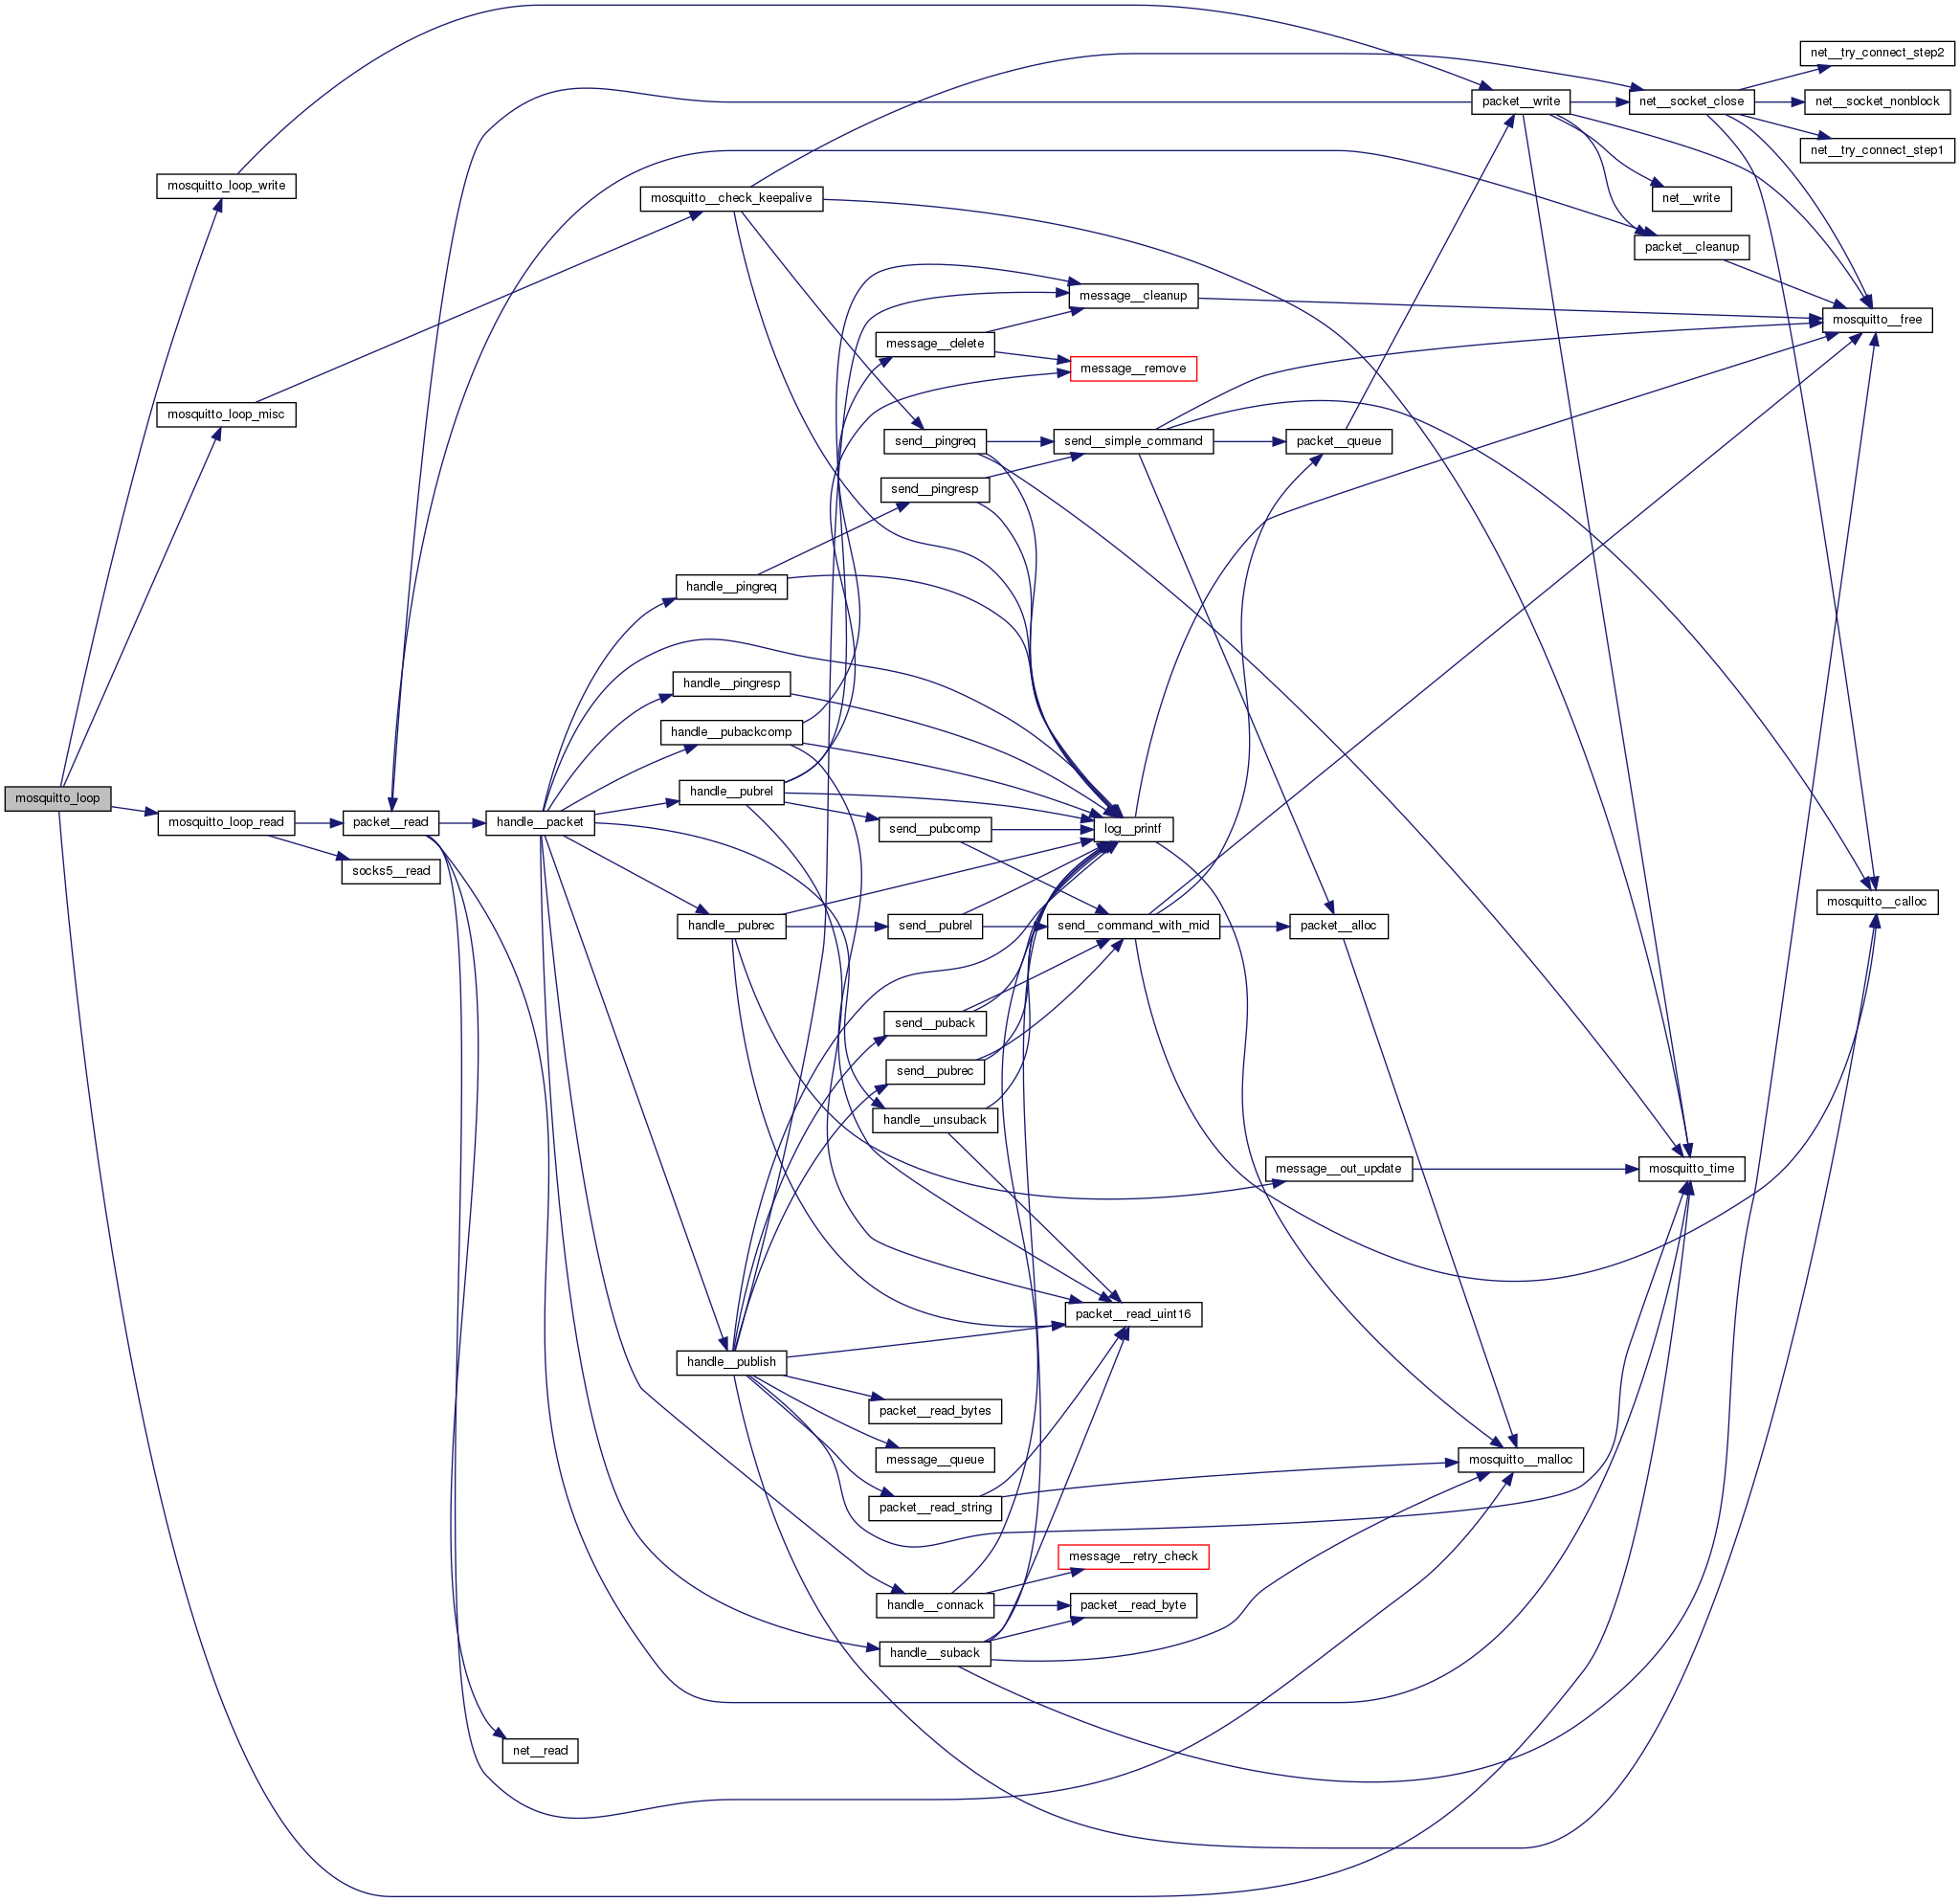 net__try_connect_step2
packet__write
net__socket_close
net__socket_nonblock
net__try_connect_step1
mosquitto_loop_write
mosquitto__check_keepalive
net__write
packet__cleanup
message__cleanup
mosquitto__free
message__delete
message__remove
mosquitto_loop_misc
send__pingreq
send__simple_command
packet__queue
send__pingresp
handle__pingreq
handle__pingresp
handle__pubackcomp
mosquitto_loop
handle__pubrel
mosquitto_loop_read
packet__read
handle__packet
send__pubcomp
log__printf
socks5__read
mosquitto__calloc
handle__pubrec
send__pubrel
send__command_with_mid
packet__alloc
send__puback
send__pubrec
handle__unsuback
message__out_update
mosquitto_time
packet__read_uint16
handle__publish
packet__read_bytes
message__queue
mosquitto__malloc
packet__read_string
message__retry_check
handle__connack
packet__read_byte
handle__suback
net__read